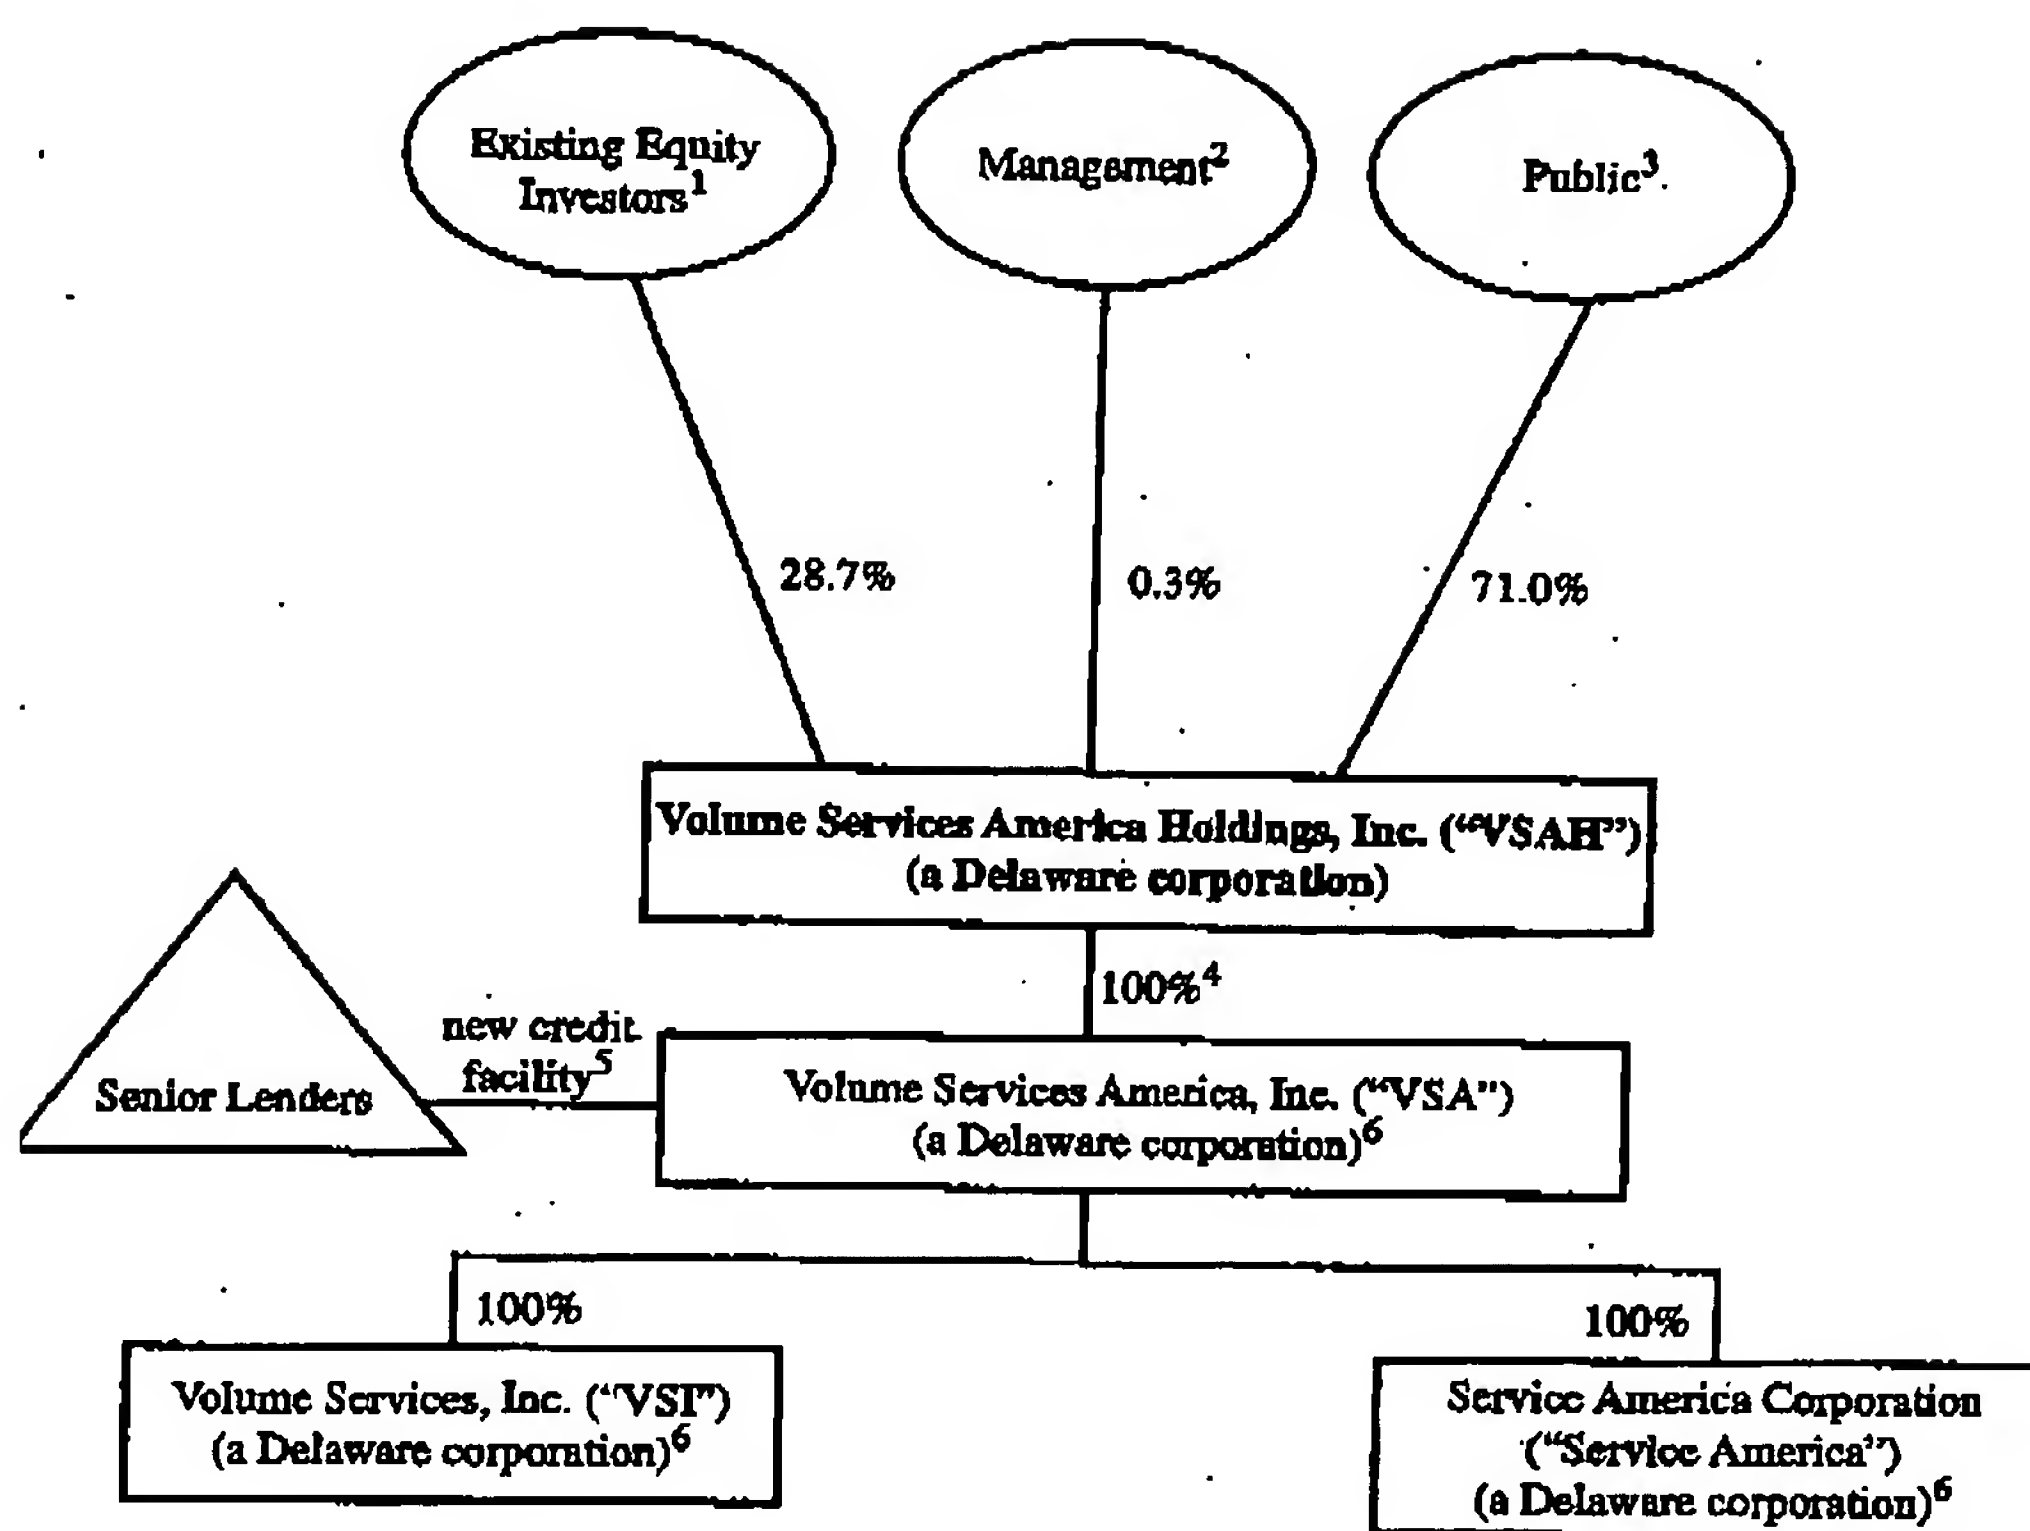 Existing Equity
Investors1
Management2
Public3
28.7%
0.3%
71.0%
Volume Services America Holdings, Inc. (“VSAH”)
(a Delaware corporation)
100%4
new credit
facility5
Senior Lenders
Volume Services America, Inc. (“VSA”)
(a Delaware corporation)6
100%
100%
Volume Services, Inc. (“VSI”)
(a Delaware corporation)6
Service America Corporation
(“Service America”)
(a Delaware corporation)6